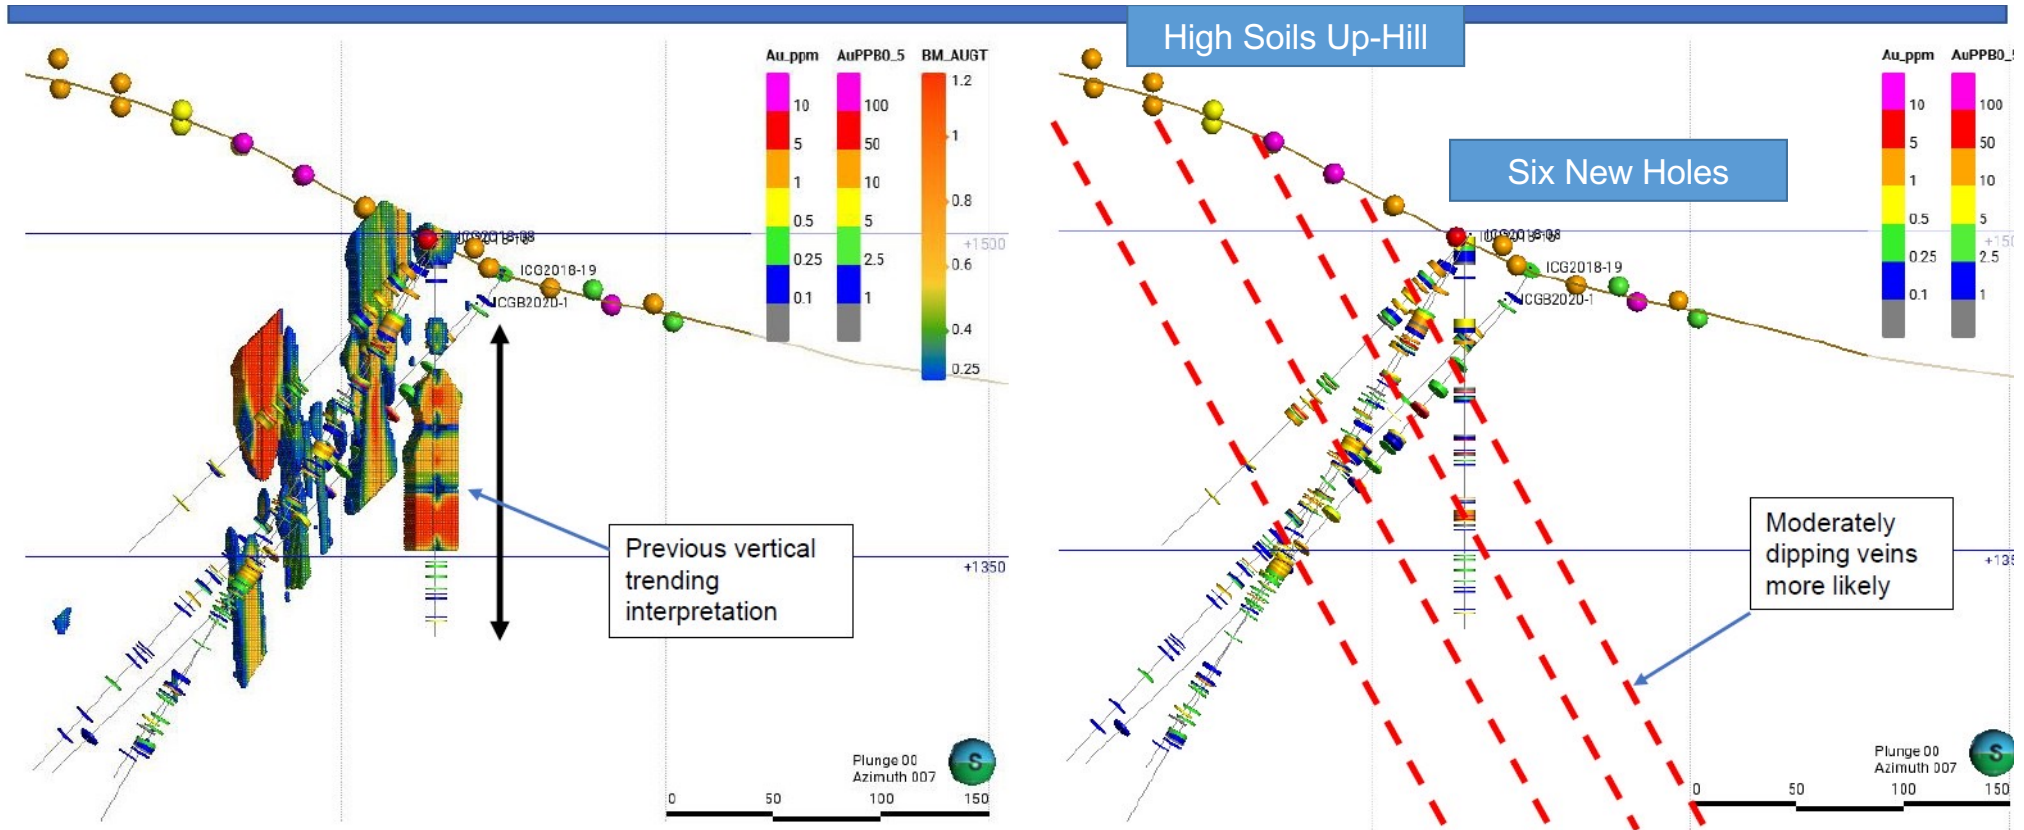 High Soils Up-Hill
Au_ppm AuPPB0_5 BM_AUGT
10 100 1.2
5 50 1
1 10 0.8
0.5 5 0.6
0.25 2.5 0.4
0.1 1 0.25
+1500
ICG2018-19
ICGB2020-1
+1350
Previous vertical
trending
interpretation
Plunge 00
Azimuth 007
S
0 50 100 150
Six New Holes
Au_ppm AuPPB0_5
10 100
5 50
1 10
0.5 5
0.25 2.5
0.1 1
ICG2018-19
ICGB2020-1
Moderately
dipping veins
more likely
Plunge 00
Azimuth 007
S
0 50 100 150